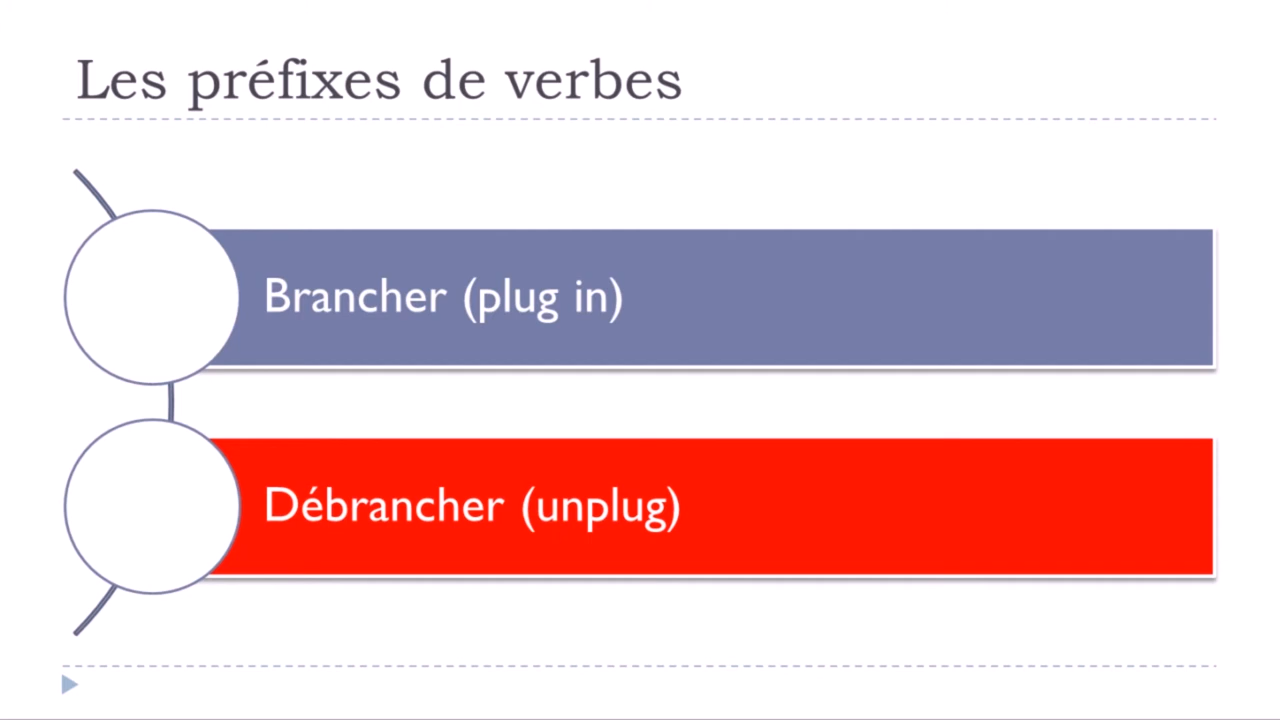 Les préfixes de verbes
Brancher (plug in)
Débrancher (unplug)